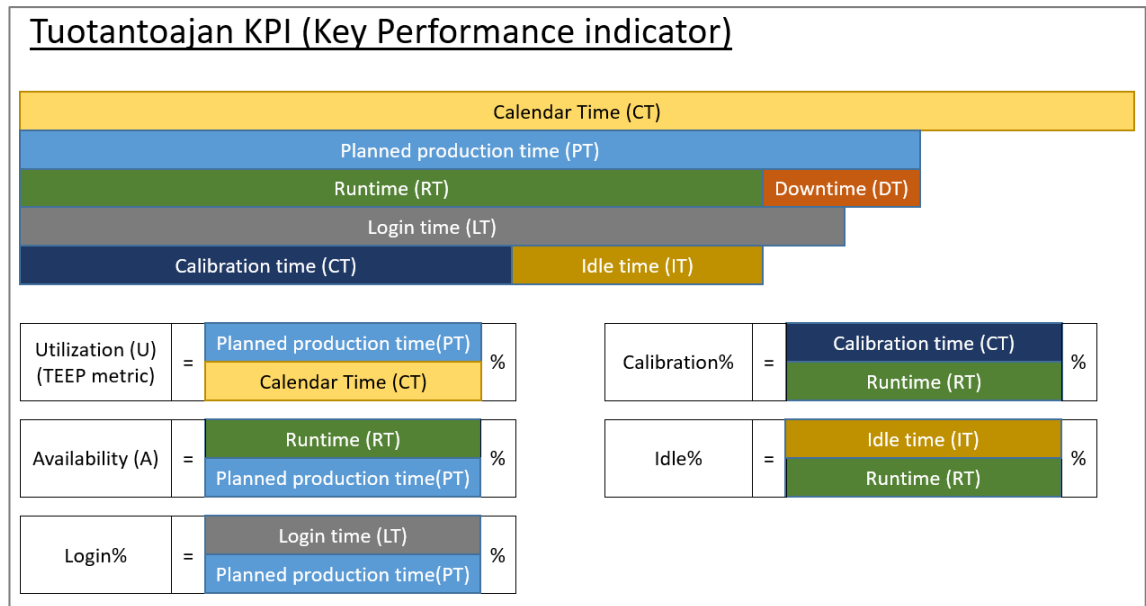 Tuotantoajan KPI (Key Performance indicator)
Calendar Time (CT)
Planned production time (PT)
Runtime (RT) Downtime (DT)
Login time (LT)
Calibration time (CT) Idle time (IT)
Utilization (U)
(TEEP metric)
=
Planned production time(PT)
Calendar Time (CT)
%
Calibration%
=
Calibration time (CT)
Runtime (RT)
%
Availability (A)
=
Runtime (RT)
Planned production time(PT)
%
Idle%
=
Idle time (IT)
Runtime (RT)
%
Login%
=
Login time (LT)
Planned production time(PT)
%